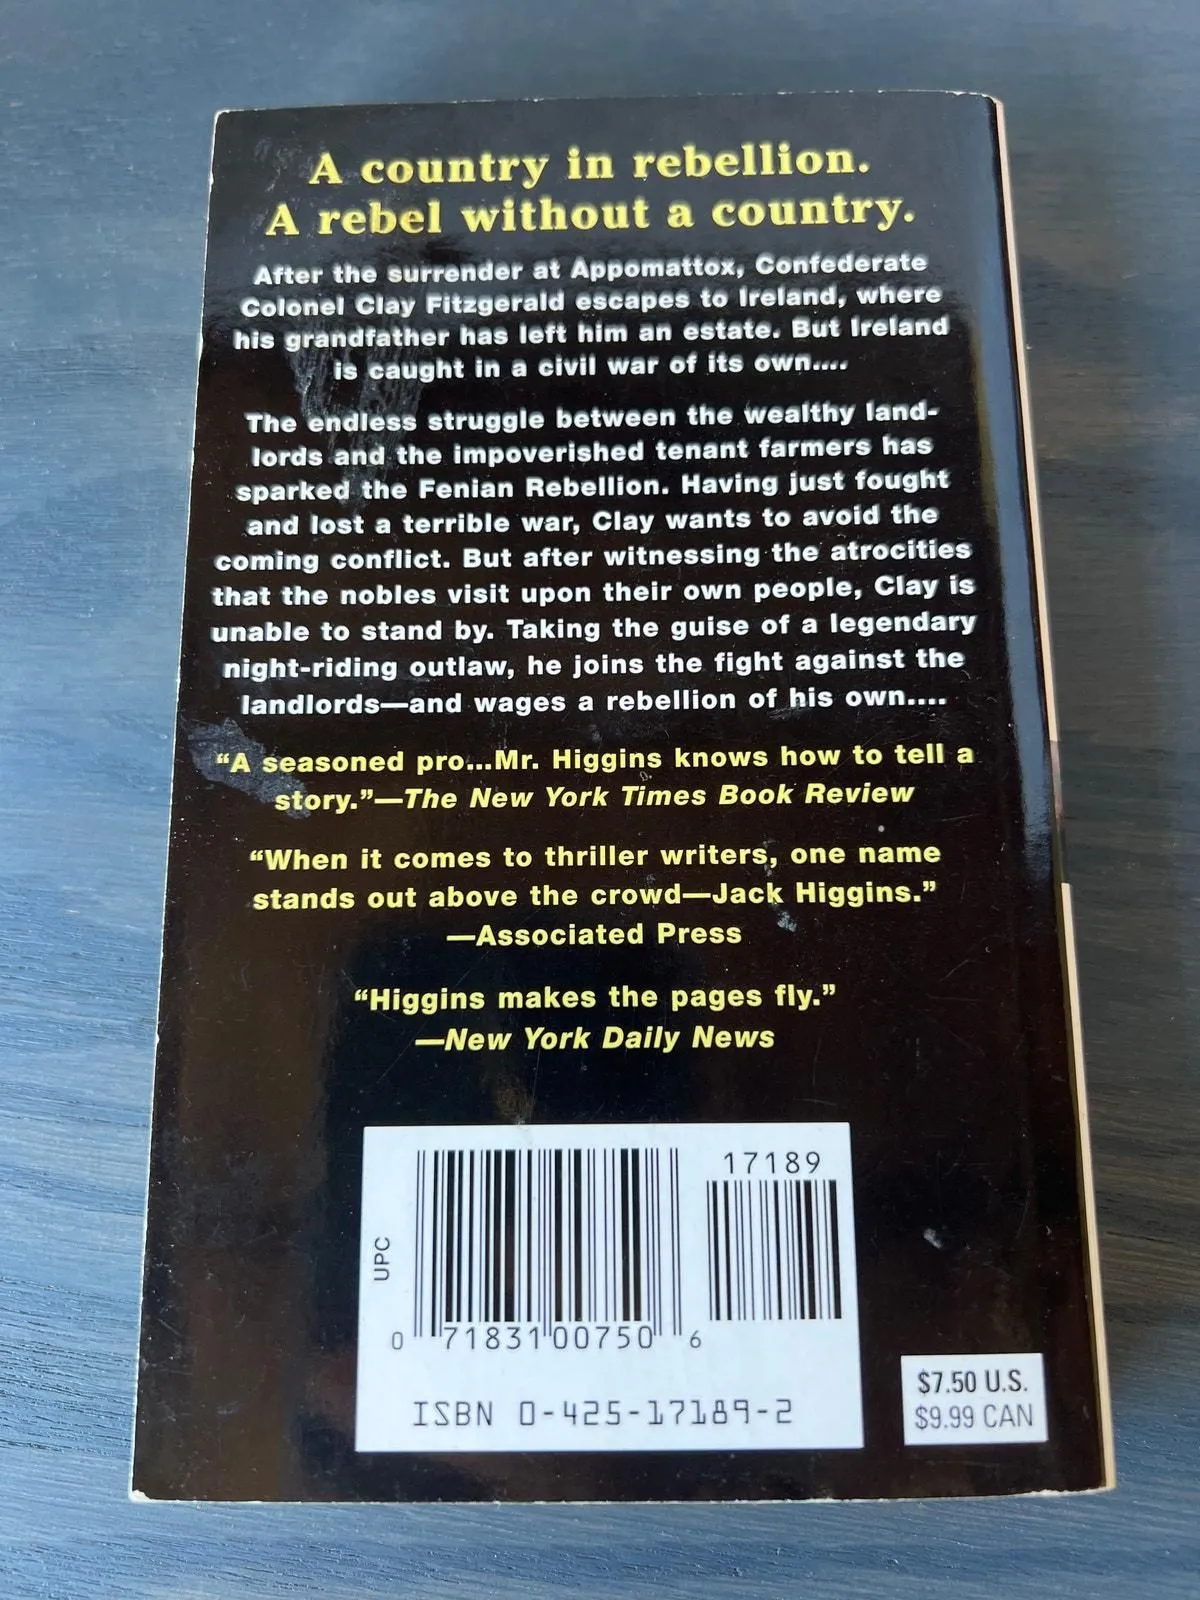 A country in rebellion.
A rebel without a country.
After the surrender at Appomattox, Confederate
Colonel Clay Fitzgerald escapes to Ireland, where
his grandfather has left him an estate. But Ireland
is caught in a civil war of its own....
The endless struggle between the wealthy land-
lords and the impoverished tenant farmers has
sparked the Fenian Rebellion. Having just fought
and lost a terrible war, Clay wants to avoid the
coming conflict. But after witnessing the atrocities
that the nobles visit upon their own people, Clay is
unable to stand by. Taking the guise of a legendary
night-riding outlaw, he joins the fight against the
landlords—and wages a rebellion of his own....
“A seasoned pro...Mr. Higgins knows how to tell a
story.”—The New York Times Book Review
“When it comes to thriller writers, one name
stands out above the crowd—Jack Higgins.”
—Associated Press
“Higgins makes the pages fly.”
—New York Daily News
17189
UPC
0 71831 00750 6
ISBN 0-425-17189-2
$7.50 U.S.
$9.99 CAN